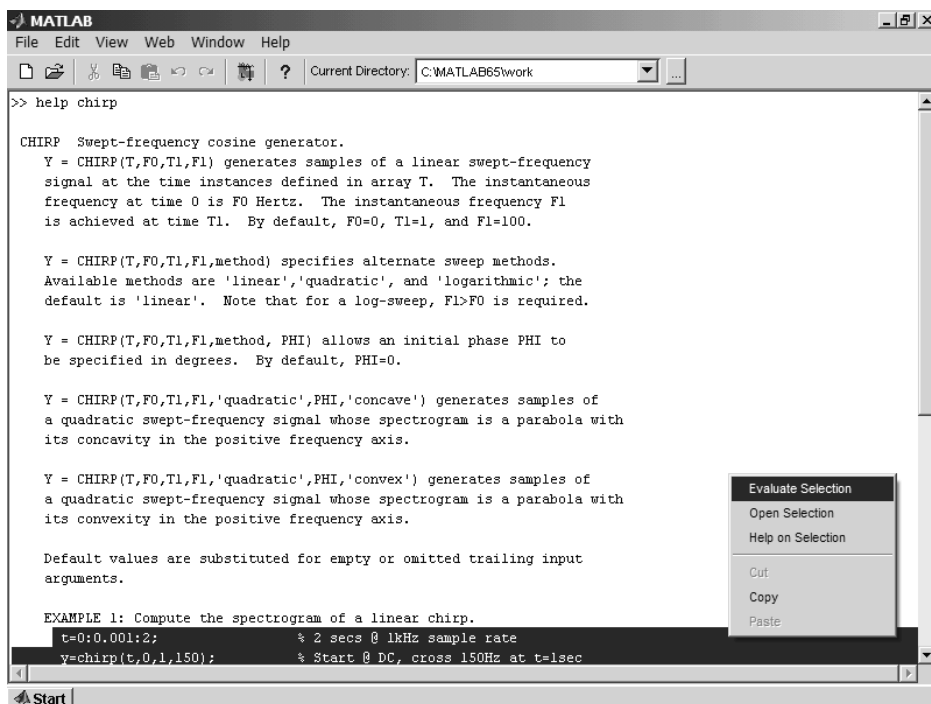 MATLAB
File Edit View Web Window Help
? Current Directory: C:\MATLAB65\work ...
>> help chirp
CHIRP Swept-frequency cosine generator.
Y = CHIRP(T,F0,T1,F1) generates samples of a linear swept-frequency
signal at the time instances defined in array T. The instantaneous
frequency at time 0 is F0 Hertz. The instantaneous frequency F1
is achieved at time T1. By default, F0=0, T1=1, and F1=100.
Y = CHIRP(T,F0,T1,F1,method) specifies alternate sweep methods.
Available methods are 'linear','quadratic', and 'logarithmic'; the
default is 'linear'. Note that for a log-sweep, F1>F0 is required.
Y = CHIRP(T,F0,T1,F1,method, PHI) allows an initial phase PHI to
be specified in degrees. By default, PHI=0.
Y = CHIRP(T,F0,T1,F1,'quadratic',PHI,'concave') generates samples of
a quadratic swept-frequency signal whose spectrogram is a parabola with
its concavity in the positive frequency axis.
Y = CHIRP(T,F0,T1,F1,'quadratic',PHI,'convex') generates samples of
a quadratic swept-frequency signal whose spectrogram is a parabola with
its convexity in the positive frequency axis.
Default values are substituted for empty or omitted trailing input
arguments.
EXAMPLE 1: Compute the spectrogram of a linear chirp.
t=0:0.001:2; % 2 secs @ 1kHz sample rate
y=chirp(t,0,1,150); % Start @ DC, cross 150Hz at t=1sec
Evaluate Selection
Open Selection
Help on Selection
Cut
Copy
Paste
Start